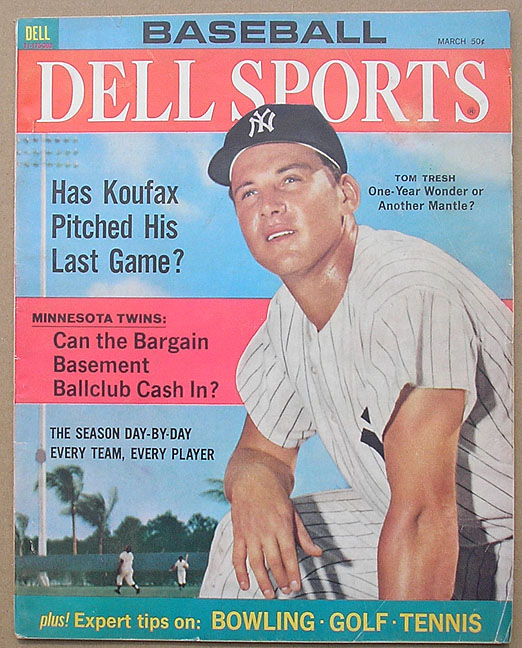 DELL
BASEBALL
MARCH 50¢
DELL SPORTS®
NY
TOM TRESH
One-Year Wonder or
Another Mantle?
Has Koufax
Pitched His
Last Game?
MINNESOTA TWINS:
Can the Bargain
Basement
Ballclub Cash In?
THE SEASON DAY-BY-DAY
EVERY TEAM, EVERY PLAYER
plus! Expert tips on: BOWLING · GOLF · TENNIS